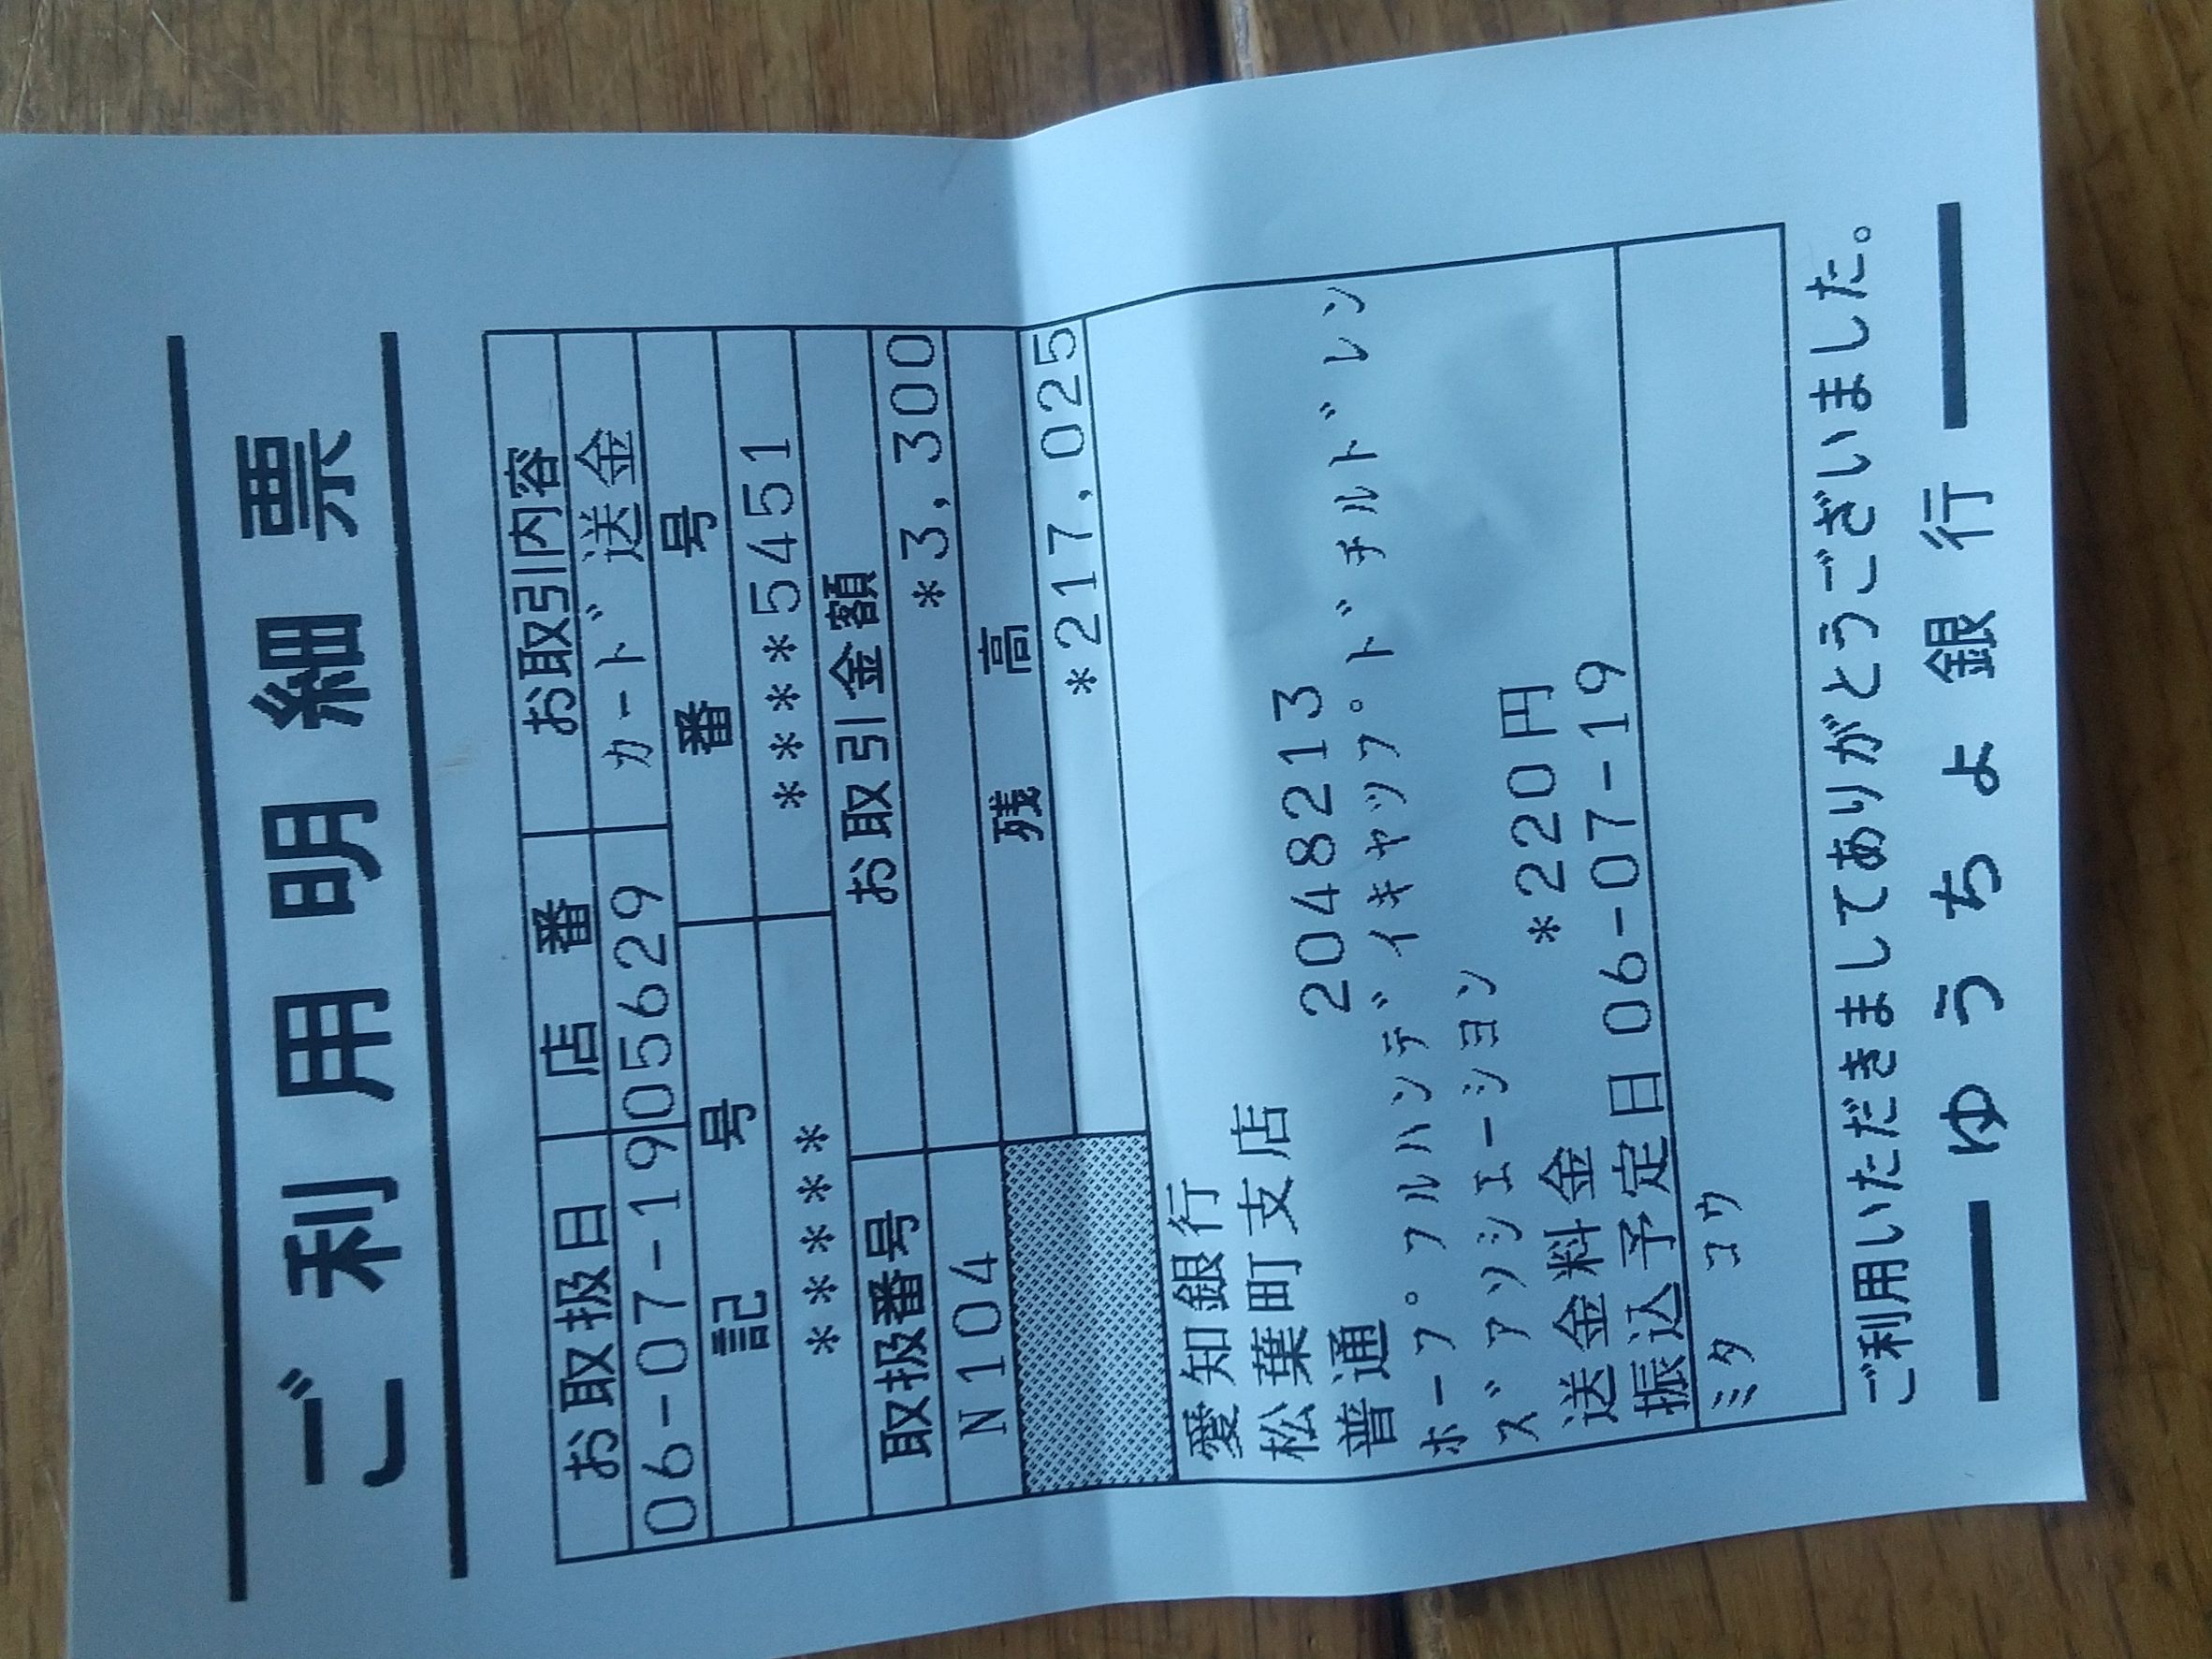 ご利用明細票
お取扱日 店番 お取引内容
06-07-19 05629 カード送金
記号 番号
***** ****5451
取扱番号 お取引金額
N104 *3,300
残高
*217,025
愛知銀行
松葉町支店
普通 2048213
ホープフルハンディキャップドチルドレン
ズアソシエーション
送金料金 *220円
振込予定日06-07-19
ミタ コウ
ご利用いただきましてありがとうございました。
ゆうちょ銀行